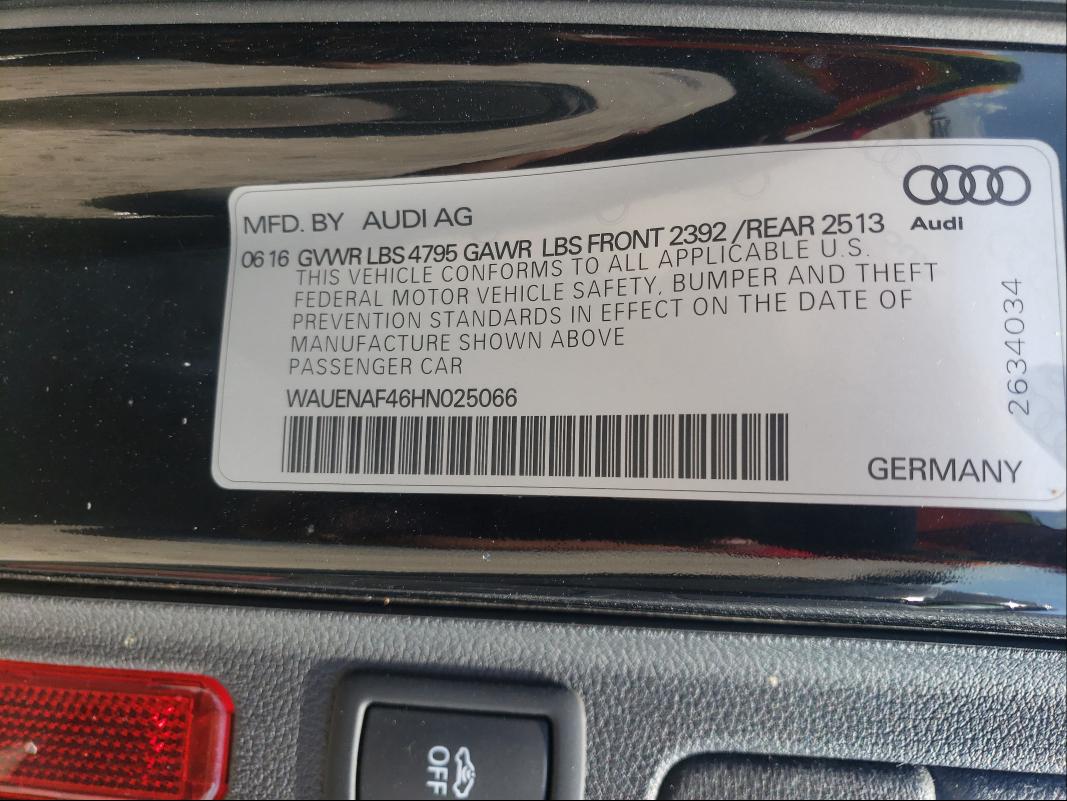 MFD. BY AUDI AG
Audi
06 16 GVWR LBS 4795 GAWR LBS FRONT 2392 /REAR 2513
THIS VEHICLE CONFORMS TO ALL APPLICABLE U.S.
FEDERAL MOTOR VEHICLE SAFETY, BUMPER AND THEFT
PREVENTION STANDARDS IN EFFECT ON THE DATE OF
MANUFACTURE SHOWN ABOVE
PASSENGER CAR
WAUENAF46HN025066
2634034
GERMANY
OFF